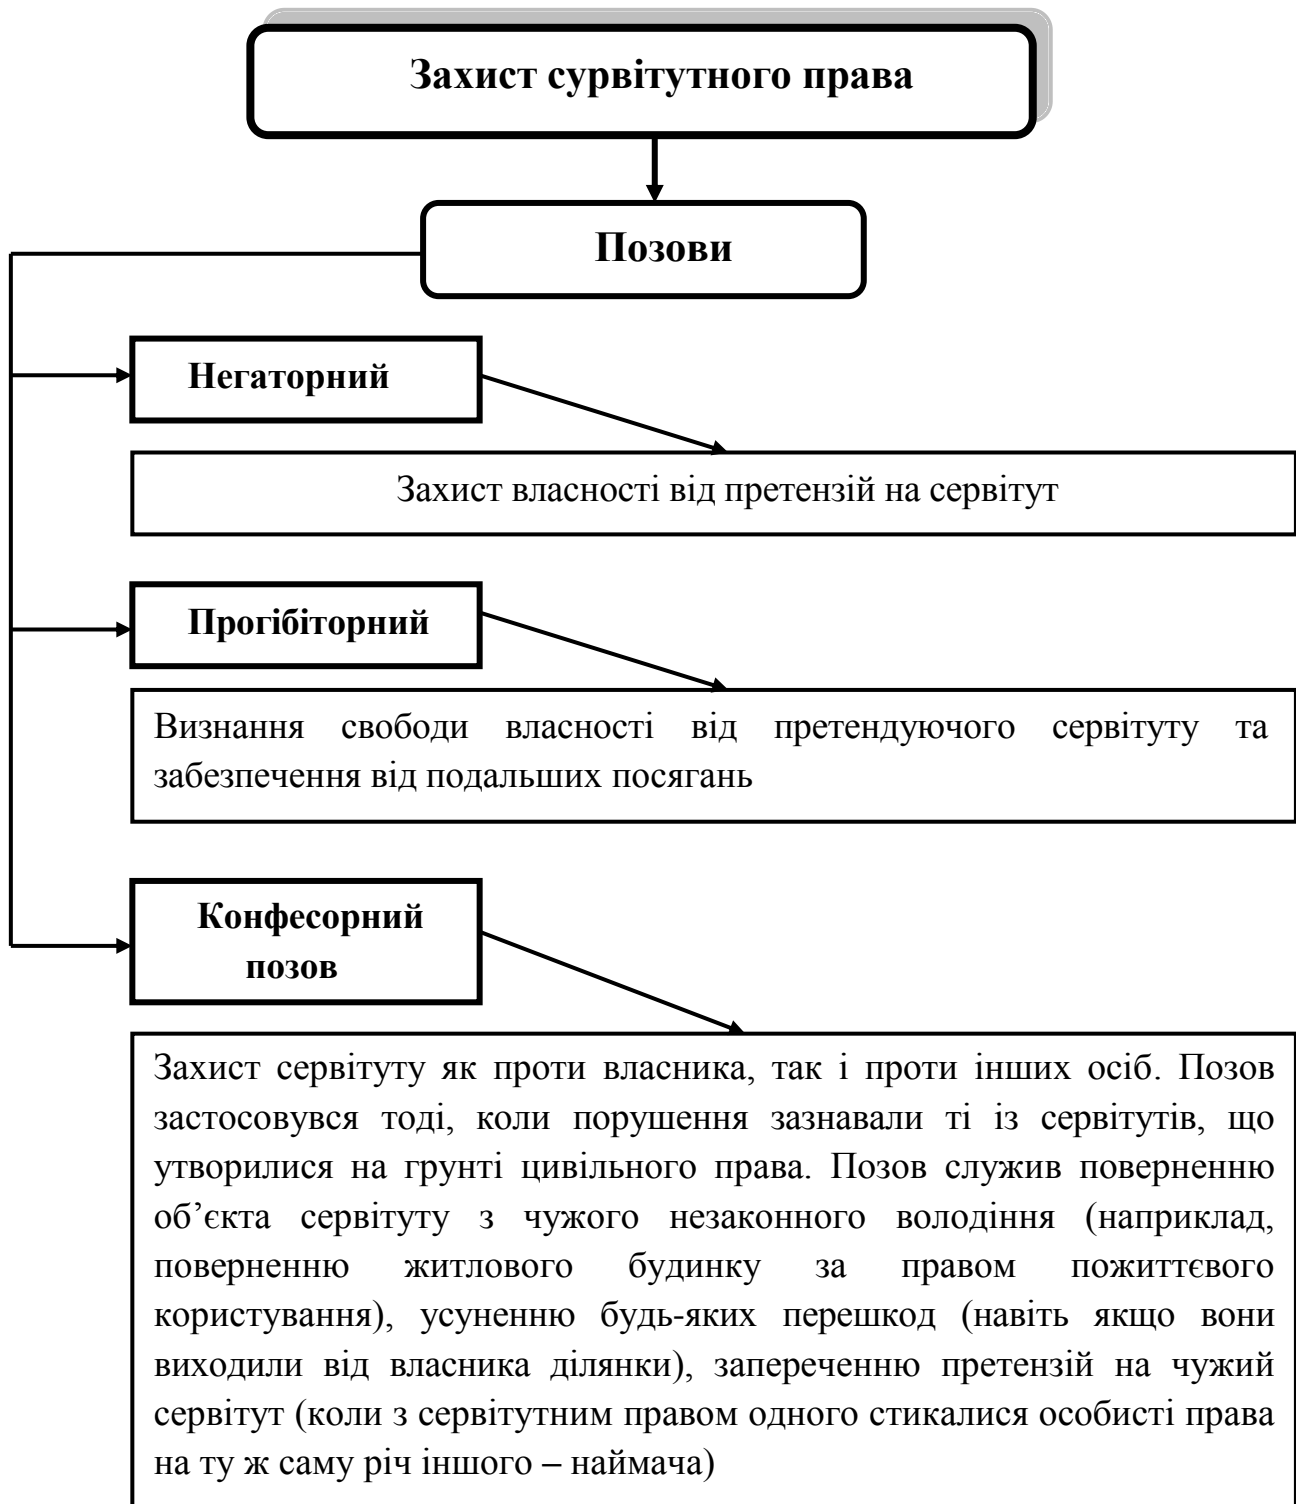 Захист сурвітутного права
Позови
Негаторний
Захист власності від претензій на сервітут
Прогібіторний
Визнання свободи власності від претендуючого сервітуту та
забезпечення від подальших посягань
Конфесорний
позов
Захист сервітуту як проти власника, так і проти інших осіб. Позов
застосовувся тоді, коли порушення зазнавали ті із сервітутів, що
утворилися на грунті цивільного права. Позов служив поверненню
об’єкта сервітуту з чужого незаконного володіння (наприклад,
поверненню житлового будинку за правом пожиттєвого
користування), усуненню будь-яких перешкод (навіть якщо вони
виходили від власника ділянки), запереченню претензій на чужий
сервітут (коли з сервітутним правом одного стикалися особисті права
на ту ж саму річ іншого – наймача)